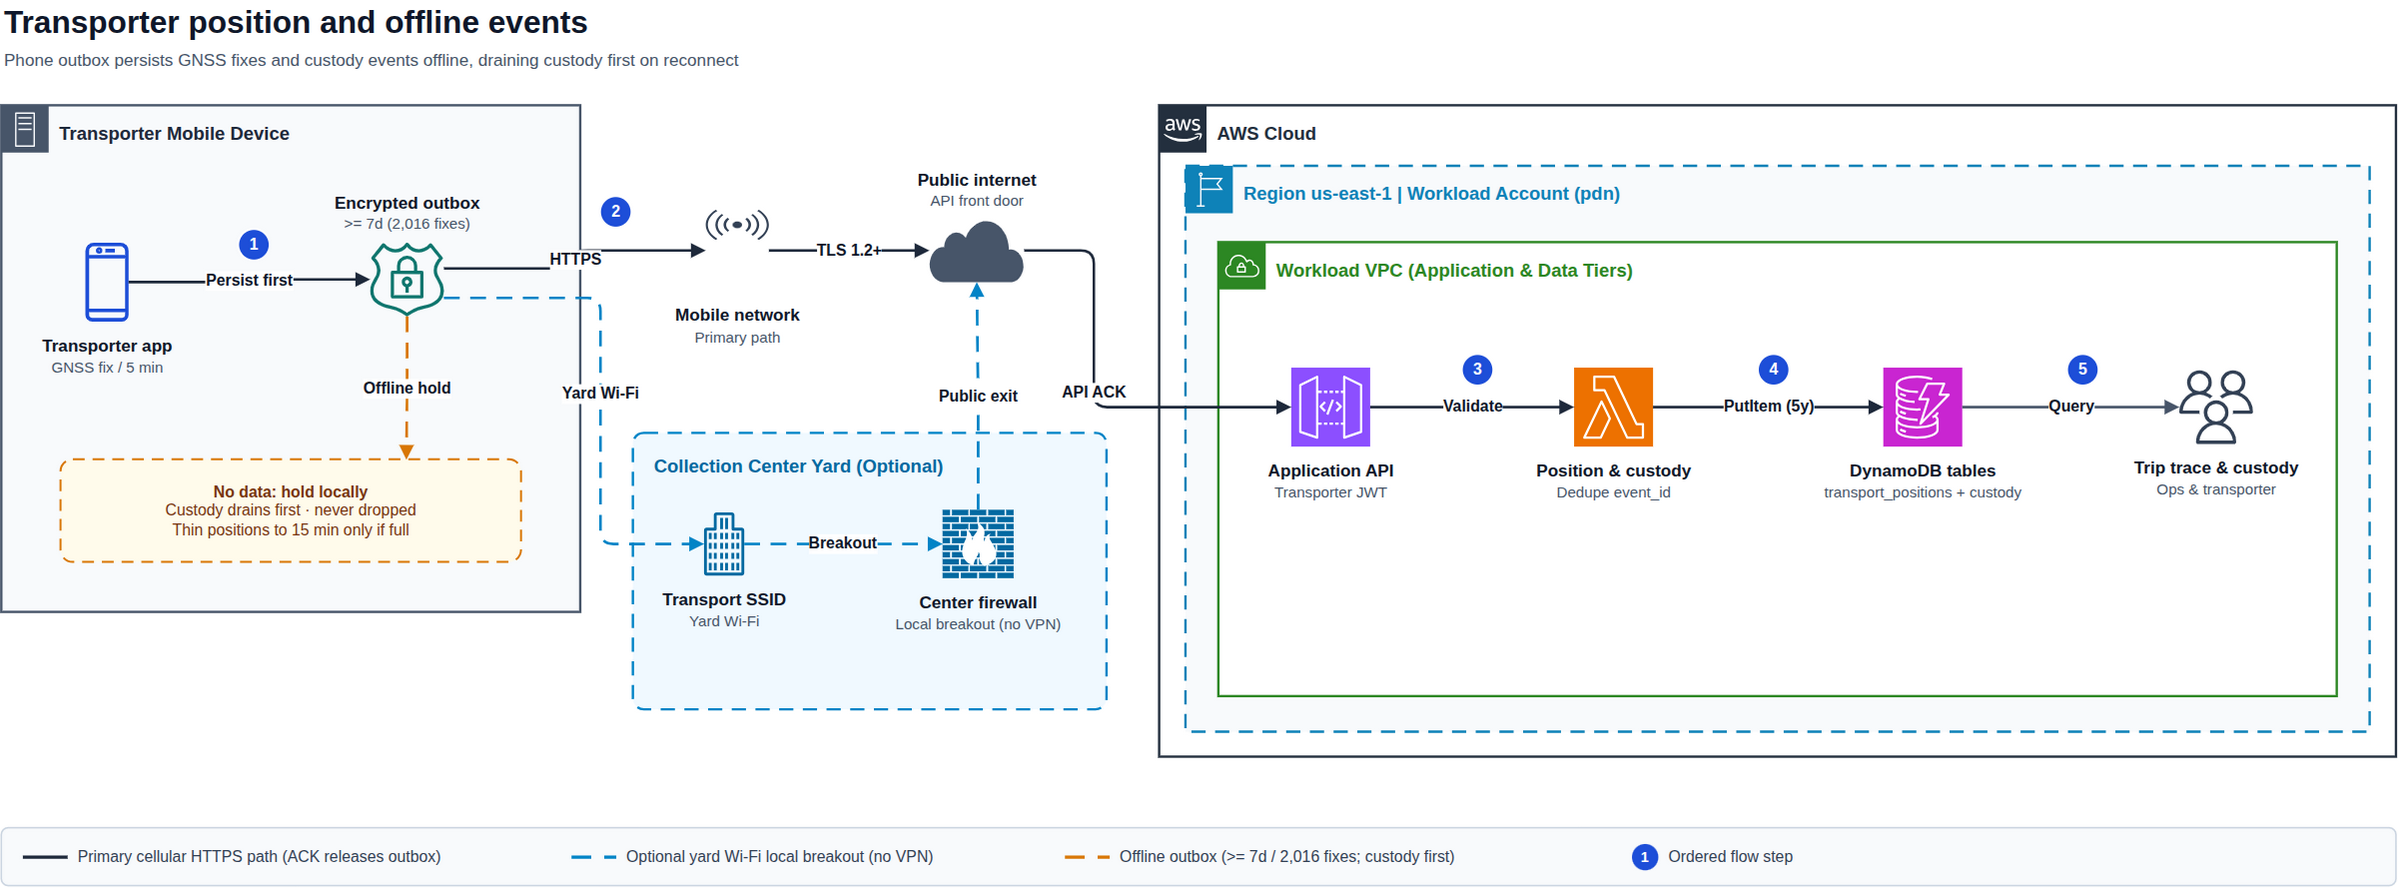 Transporter position and offline events
Phone outbox persists GNSS fixes and custody events offline, draining custody first on reconnect
Transporter Mobile Device
Encrypted outbox
>= 7d (2,016 fixes)
1
Persist first
Transporter app
GNSS fix / 5 min
Offline hold
No data: hold locally
Custody drains first · never dropped
Thin positions to 15 min only if full
2
HTTPS
Mobile network
Primary path
TLS 1.2+
Public internet
API front door
Yard Wi-Fi
Public exit
API ACK
Collection Center Yard (Optional)
Breakout
Transport SSID
Yard Wi-Fi
Center firewall
Local breakout (no VPN)
aws
AWS Cloud
Region us-east-1 | Workload Account (pdn)
Workload VPC (Application & Data Tiers)
Application API
Transporter JWT
3
Validate
</>
Position & custody
Dedupe event_id
4
PutItem (5y)
DynamoDB tables
transport_positions + custody
5
Query
Trip trace & custody
Ops & transporter
Primary cellular HTTPS path (ACK releases outbox)
Optional yard Wi-Fi local breakout (no VPN)
Offline outbox (>= 7d / 2,016 fixes; custody first)
1
Ordered flow step